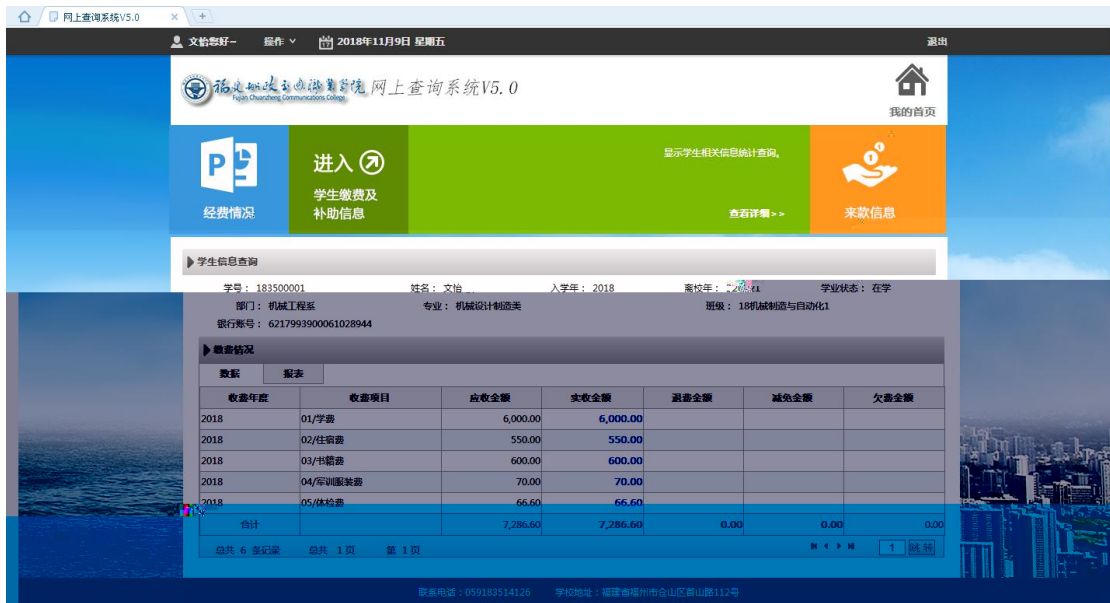 网上查询系统V5.0
文怡您好~ 操作 2018年11月9日 星期五 退出
福建船政交通职业学院 网上查询系统V5.0
Fujian Chuanzheng Communications College
我的首页
进入
显示学生相关信息统计查询。
学生缴费及
补助信息
经费情况
查看详细>>
来款信息
学生信息查询
学号： 183500001 姓名： 文怡 入学年： 2018 离校年： 学业状态： 在学
部门： 机械工程系 专业： 机械设计制造类 班级： 18机械制造与自动化1
银行账号： 6217993900061028944
缴费情况
数据 报表
收费年度 收费项目 应收金额 实收金额 退费金额 减免金额 欠费金额
2018 01/学费 6,000.00 6,000.00
2018 02/住宿费 550.00 550.00
2018 03/书籍费 600.00 600.00
2018 04/军训服装费 70.00 70.00
2018 05/体检费 66.60 66.60
合计 7,286.60 7,286.60 0.00 0.00 0.00
总共 6 条记录 总共 1页 第 1页 1 跳转
联系电话：059183514126 学校地址：福建省福州市仓山区首山路112号